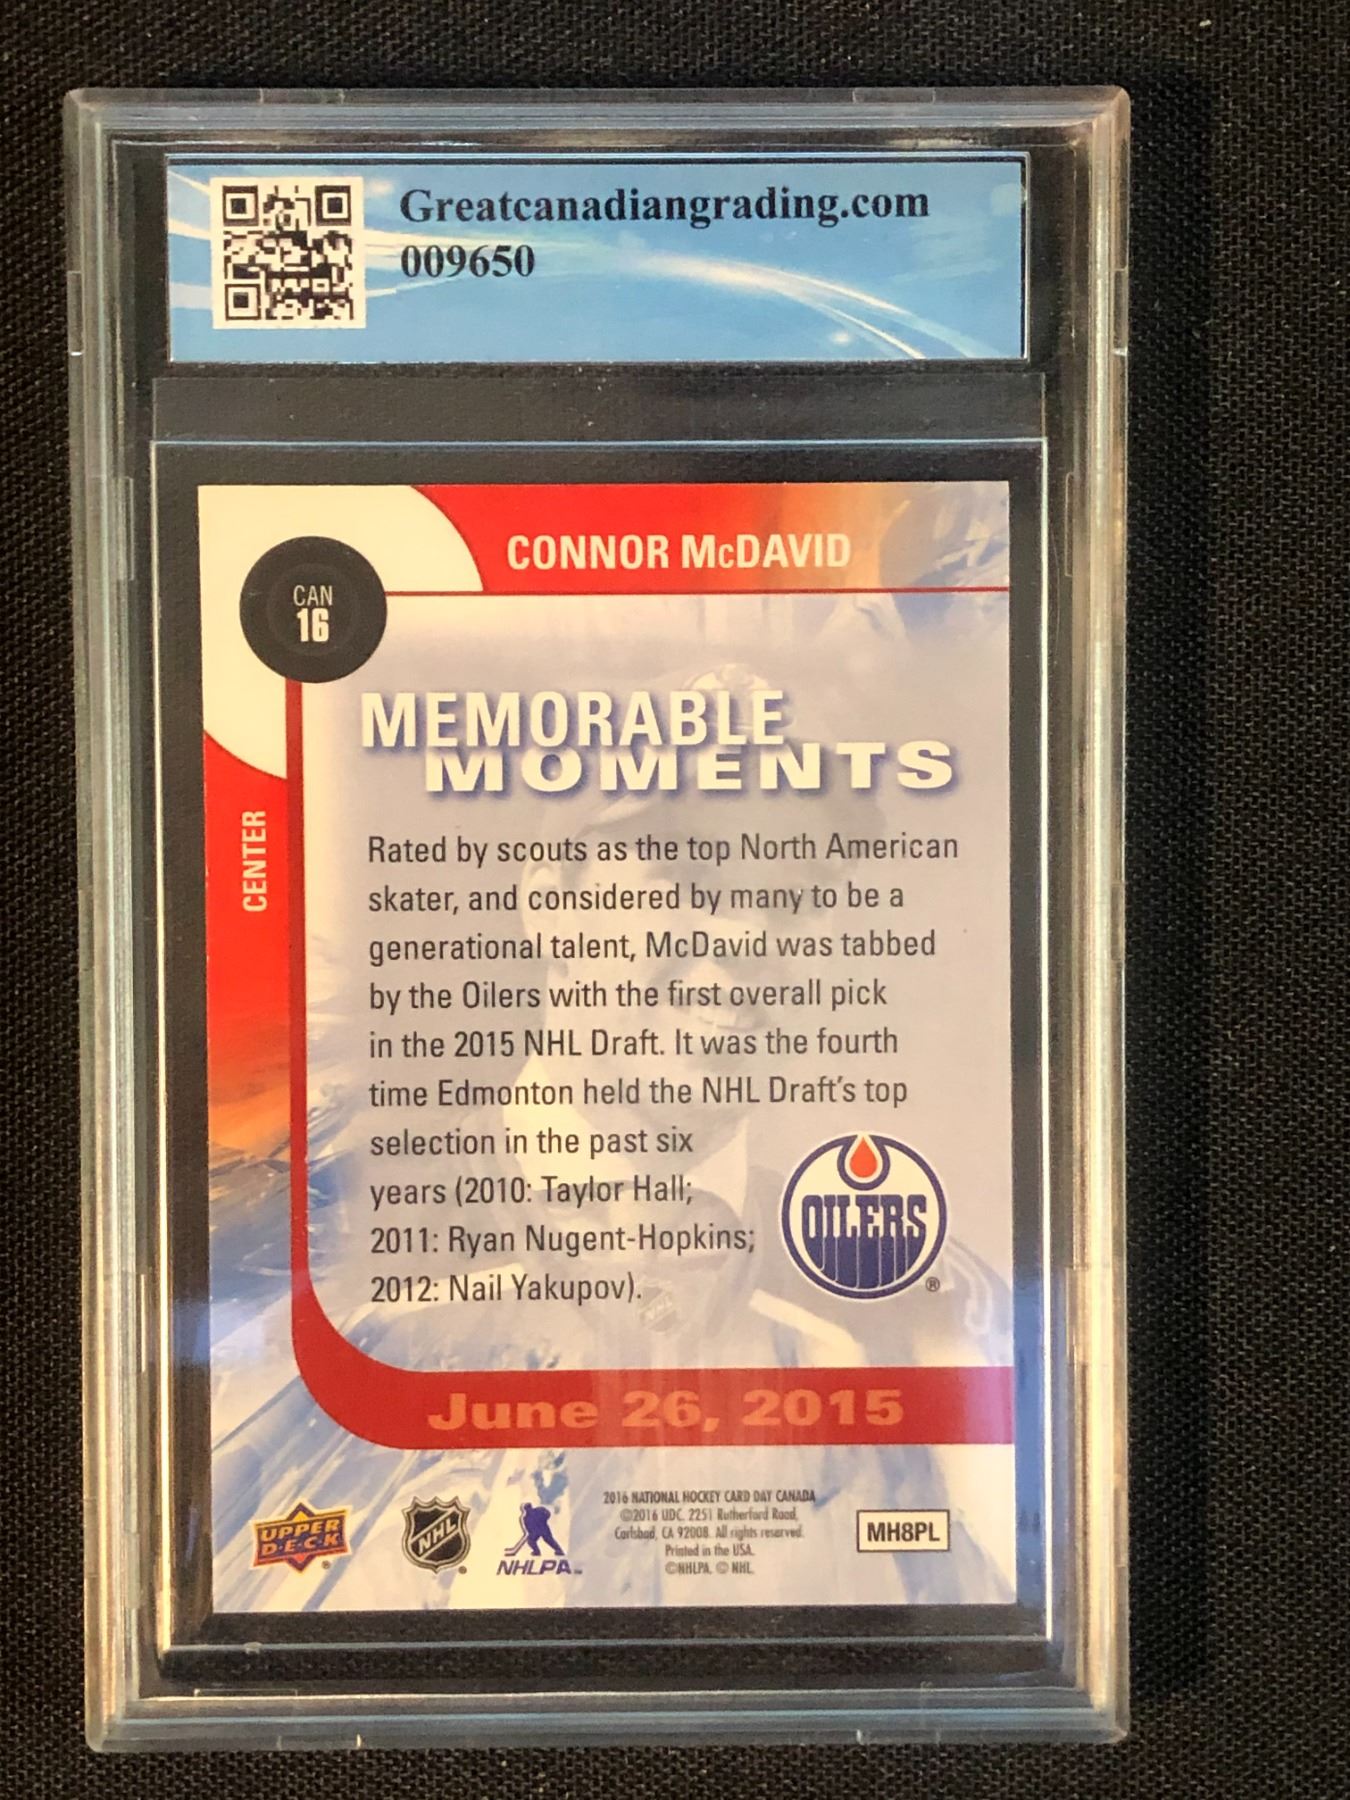 Greatcanadiangrading.com
009650
CONNOR McDAVID
CAN
16
MEMORABLE
MOMENTS
CENTER
Rated by scouts as the top North American
skater, and considered by many to be a
generational talent, McDavid was tabbed
by the Oilers with the first overall pick
in the 2015 NHL Draft. It was the fourth
time Edmonton held the NHL Draft's top
selection in the past six
years (2010: Taylor Hall;
2011: Ryan Nugent-Hopkins;
2012: Nail Yakupov).
OILERS
®
June 26, 2015
UPPER
D·E·C·K
®
NHL
NHLPA
2016 NATIONAL HOCKEY CARD DAY CANADA
©2016 UDC. 2251 Rutherford Road,
Carlsbad, CA 92008. All rights reserved.
Printed in the USA.
©NHLPA. © NHL.
MH8PL